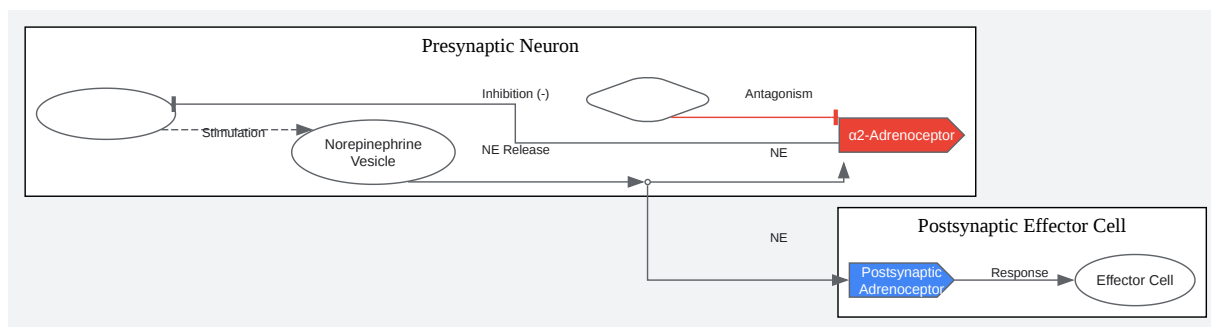 Presynaptic Neuron
Inhibition (-)
Antagonism
Stimulation
α2-Adrenoceptor
Norepinephrine
Vesicle
NE Release
NE
Postsynaptic Effector Cell
NE
Postsynaptic
Adrenoceptor
Response
Effector Cell